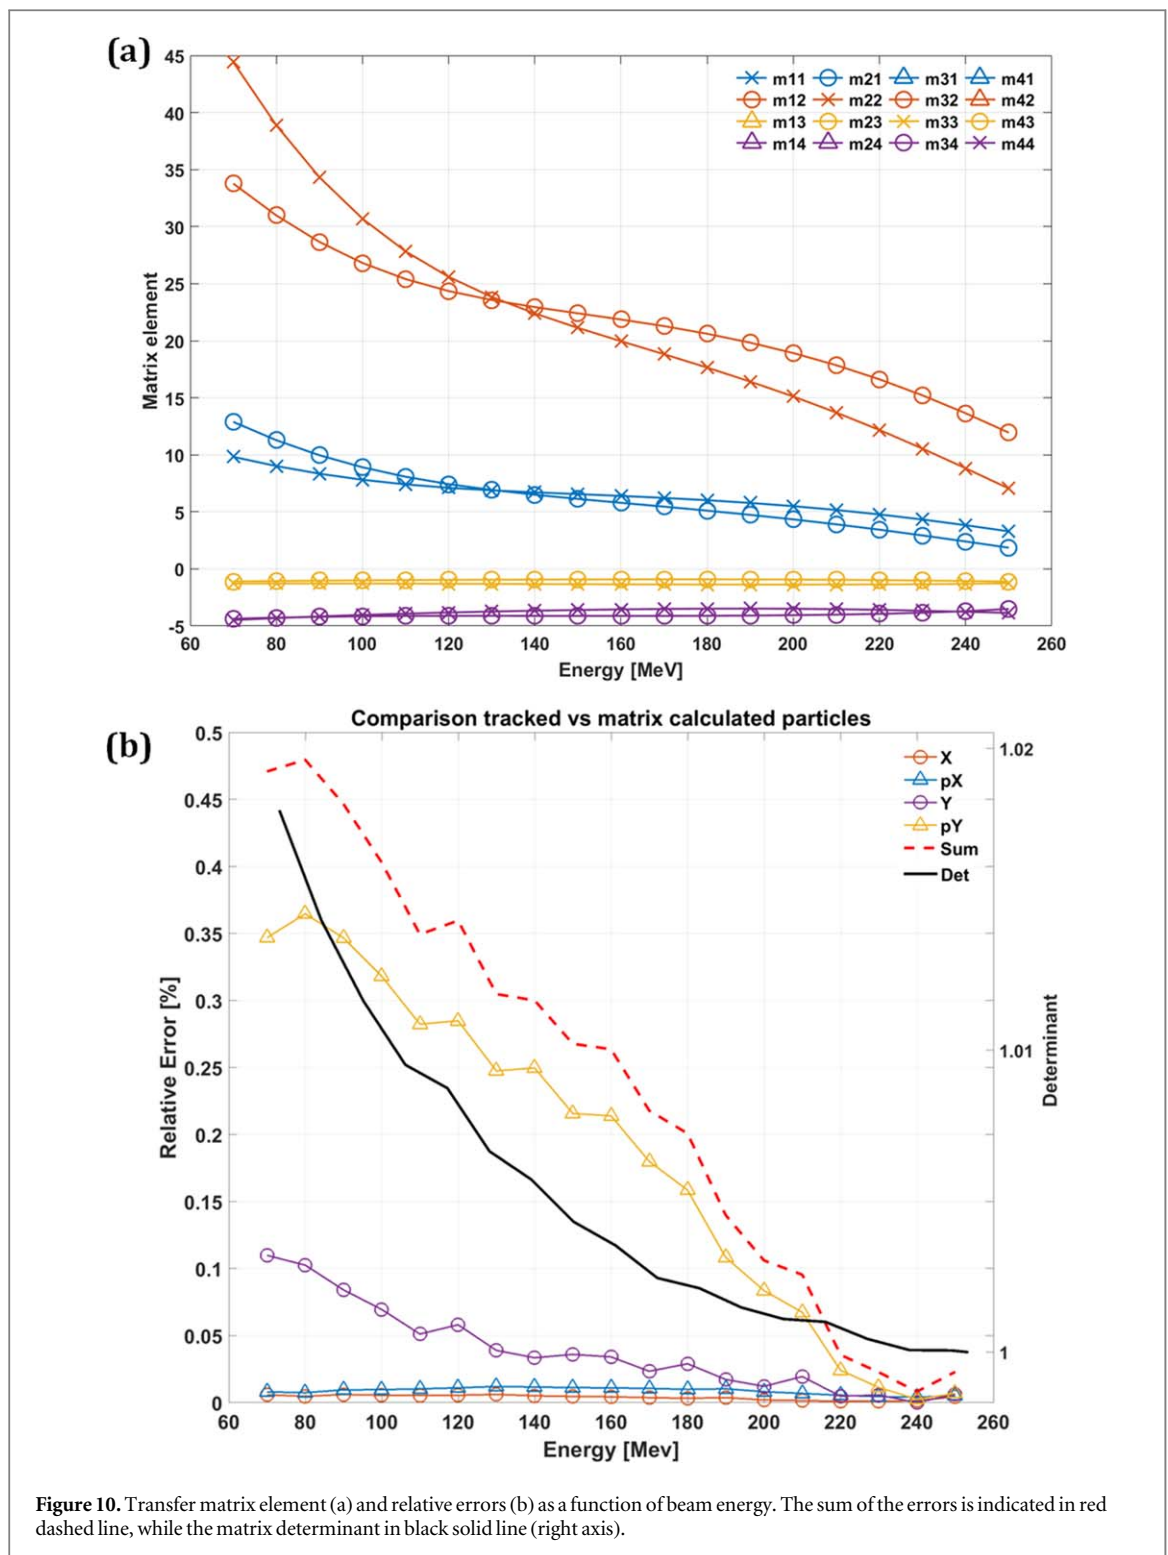 (a)
45
40
35
30
25
20
15
10
5
0
-5
Matrix element
m11 m21 m31 m41
m12 m22 m32 m42
m13 m23 m33 m43
m14 m24 m34 m44
60 80 100 120 140 160 180 200 220 240 260
Energy [MeV]
(b)
Comparison tracked vs matrix calculated particles
0.5
0.45
0.4
0.35
0.3
0.25
0.2
0.15
0.1
0.05
0
Relative Error [%]
X
pX
Y
pY
Sum
Det
1.02
1.01
1
Determinant
60 80 100 120 140 160 180 200 220 240 260
Energy [Mev]
Figure 10. Transfer matrix element (a) and relative errors (b) as a function of beam energy. The sum of the errors is indicated in red
dashed line, while the matrix determinant in black solid line (right axis).